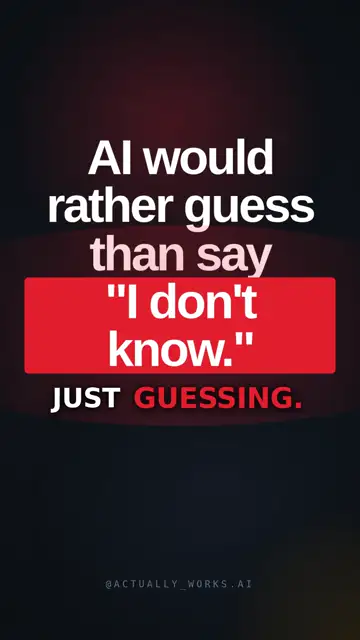 AI would
rather guess
than say
"I don't
know."
JUST GUESSING.
@ACTUALLY_WORKS.AI